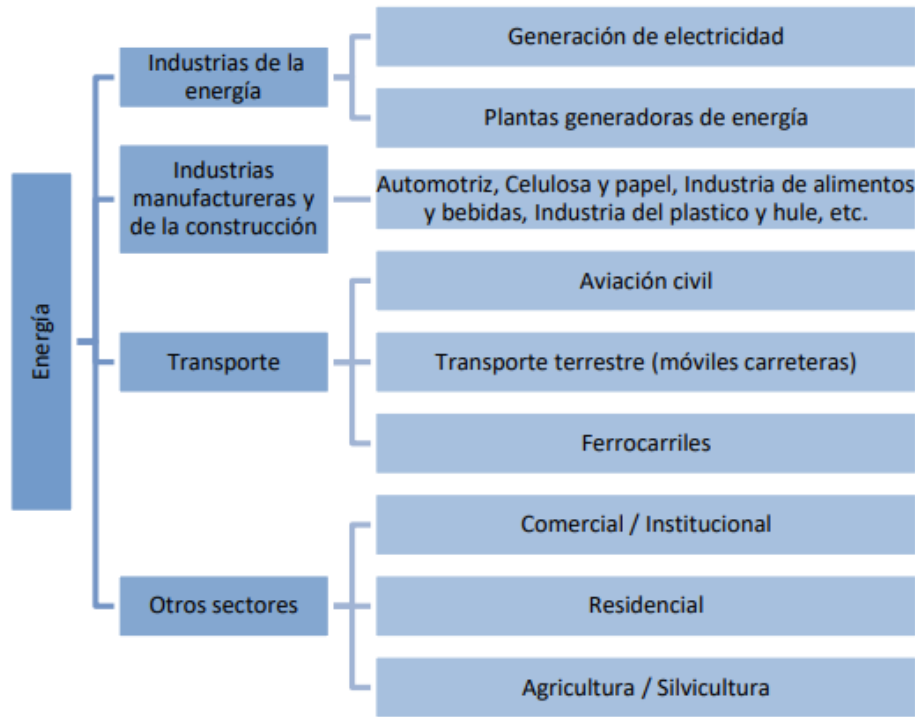 Energía
Industrias de la
energía
Generación de electricidad
Plantas generadoras de energía
Industrias
manufactureras y
de la construcción
Automotriz, Celulosa y papel, Industria de alimentos
y bebidas, Industria del plastico y hule, etc.
Transporte
Aviación civil
Transporte terrestre (móviles carreteras)
Ferrocarriles
Otros sectores
Comercial / Institucional
Residencial
Agricultura / Silvicultura